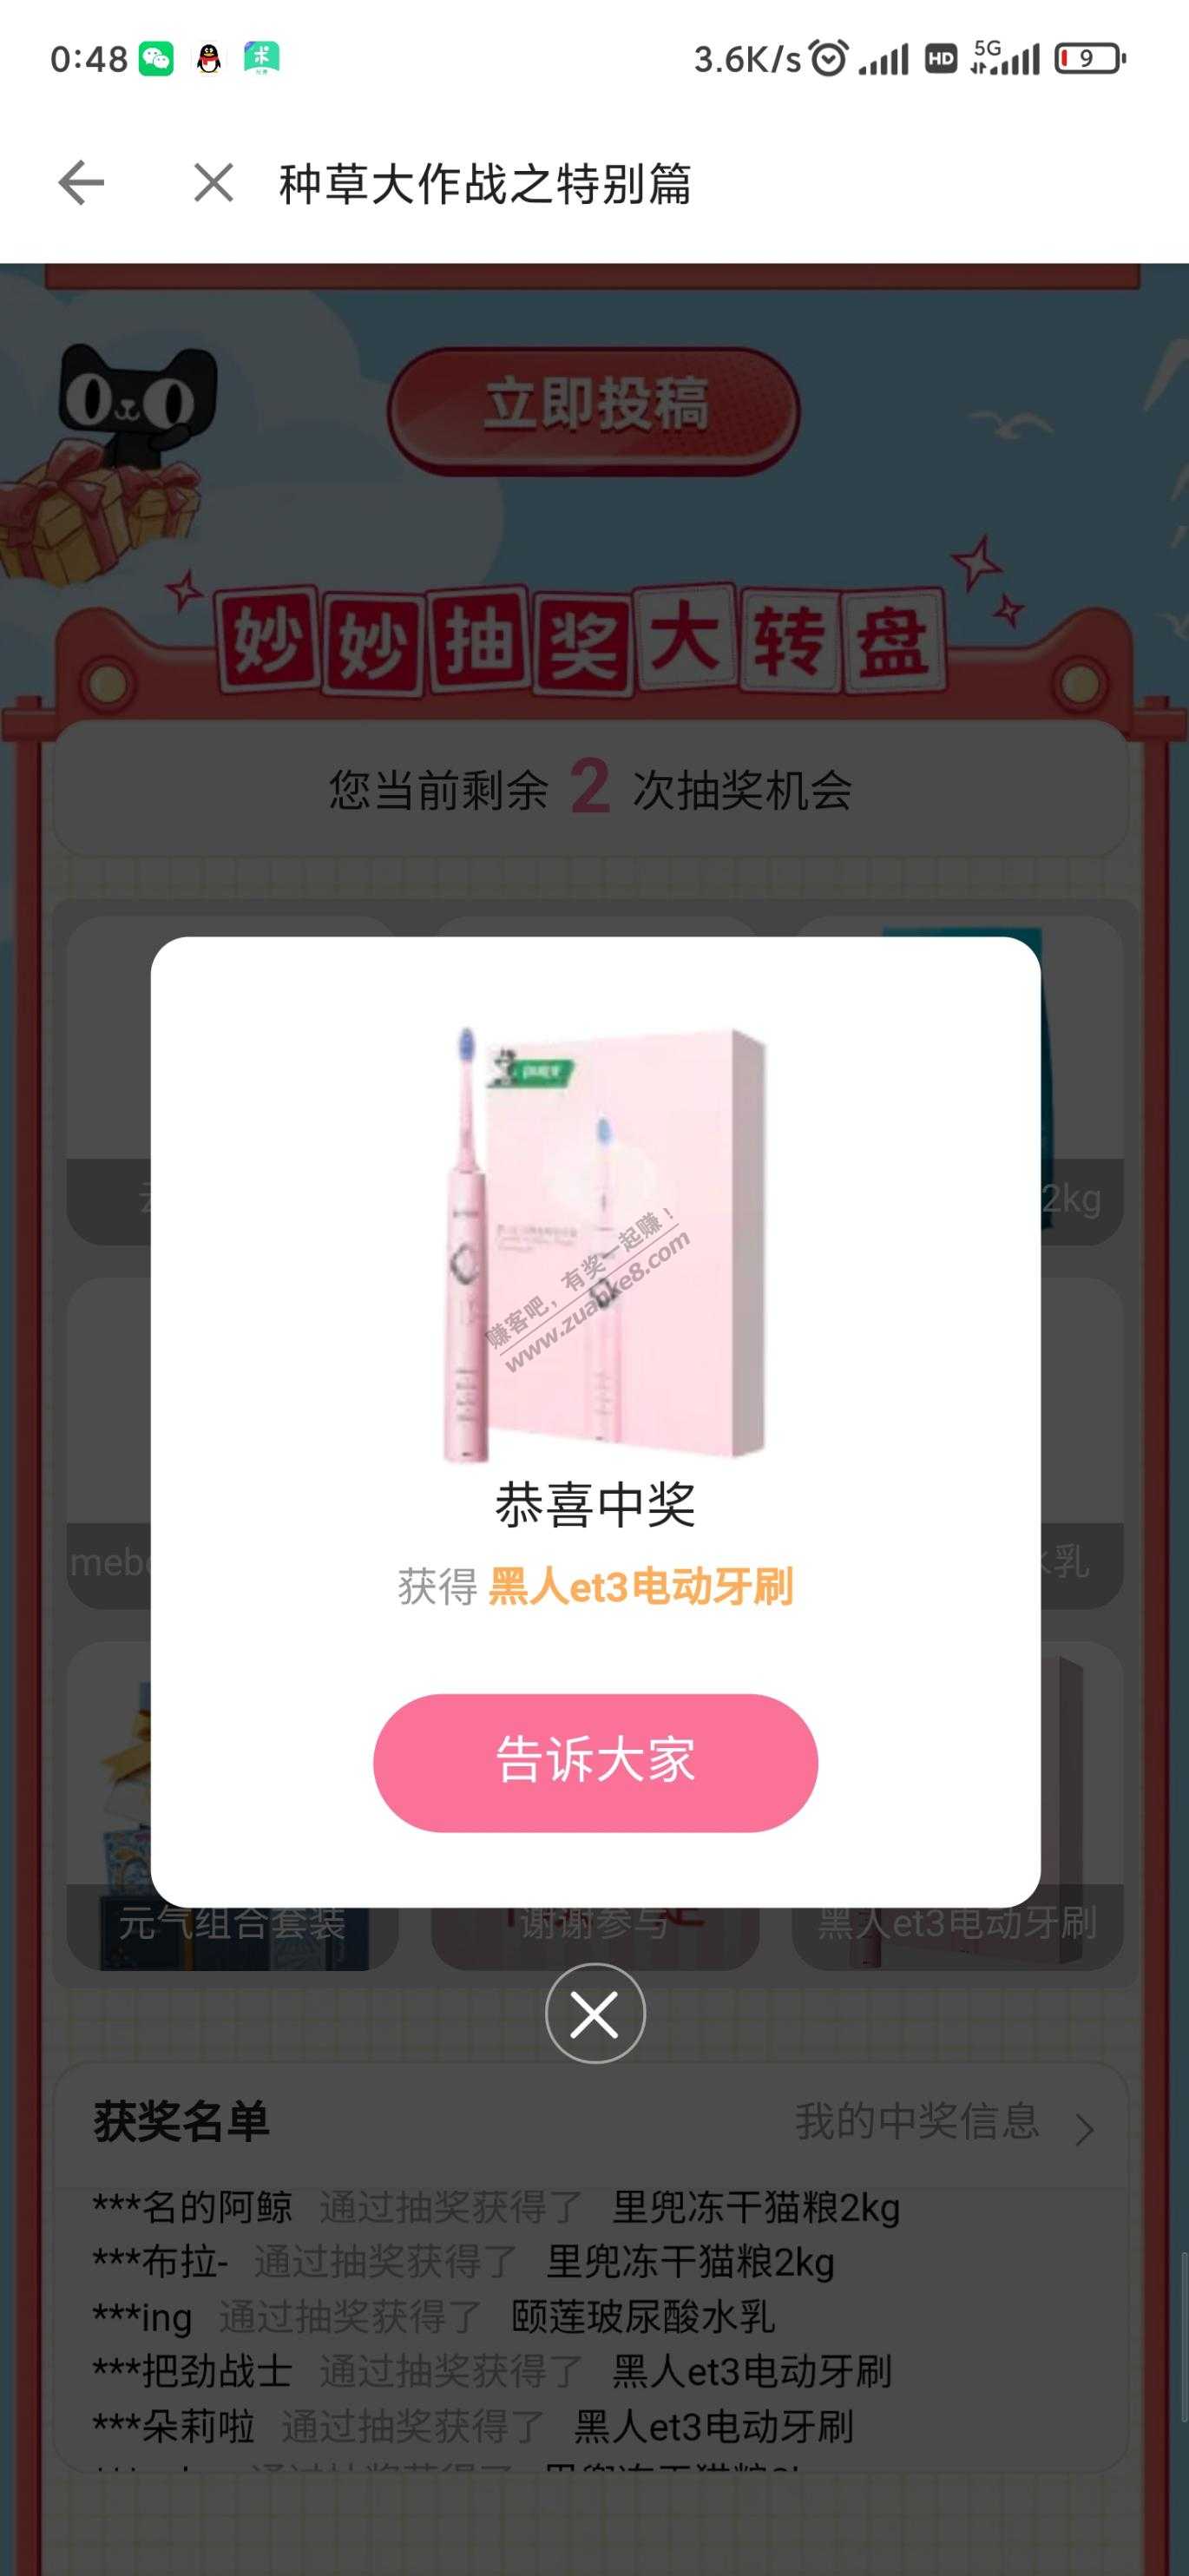 0:48
3.6K/s HD 5G 9
种草大作战之特别篇
立即投稿
妙妙抽奖大转盘
您当前剩余 2 次抽奖机会
2kg
水乳
赚客吧，有奖一起赚！
www.zuanke8.com
恭喜中奖
获得 黑人et3电动牙刷
告诉大家
元气组合套装
谢谢参与
黑人et3电动牙刷
获奖名单
我的中奖信息
***名的阿鲸 通过抽奖获得了 里兜冻干猫粮2kg
***布拉- 通过抽奖获得了 里兜冻干猫粮2kg
***ing 通过抽奖获得了 颐莲玻尿酸水乳
***把劲战士 通过抽奖获得了 黑人et3电动牙刷
***朵莉啦 通过抽奖获得了 黑人et3电动牙刷